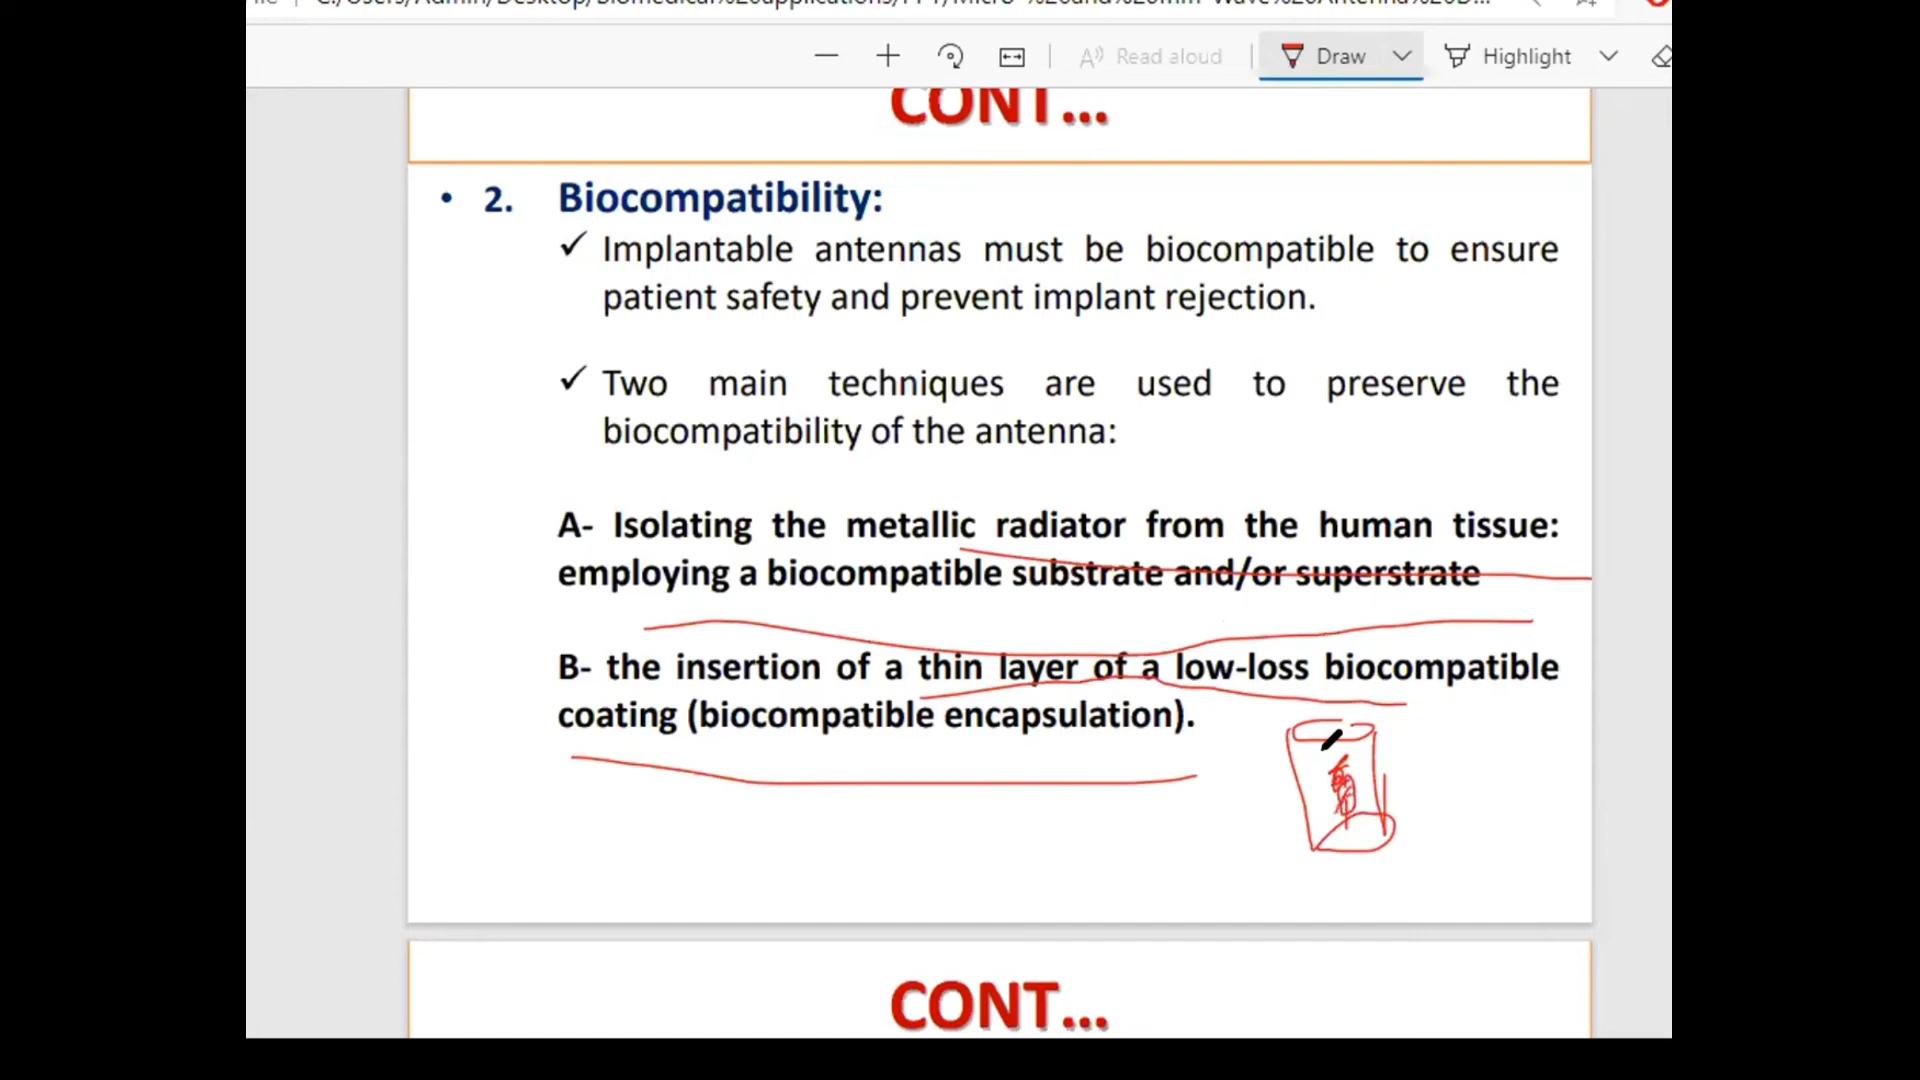 Read aloud
Draw
Highlight
CONT...
• 2. Biocompatibility:
✓ Implantable antennas must be biocompatible to ensure
patient safety and prevent implant rejection.
✓ Two main techniques are used to preserve the
biocompatibility of the antenna:
A- Isolating the metallic radiator from the human tissue:
employing a biocompatible substrate and/or superstrate
B- the insertion of a thin layer of a low-loss biocompatible
coating (biocompatible encapsulation).
CONT...